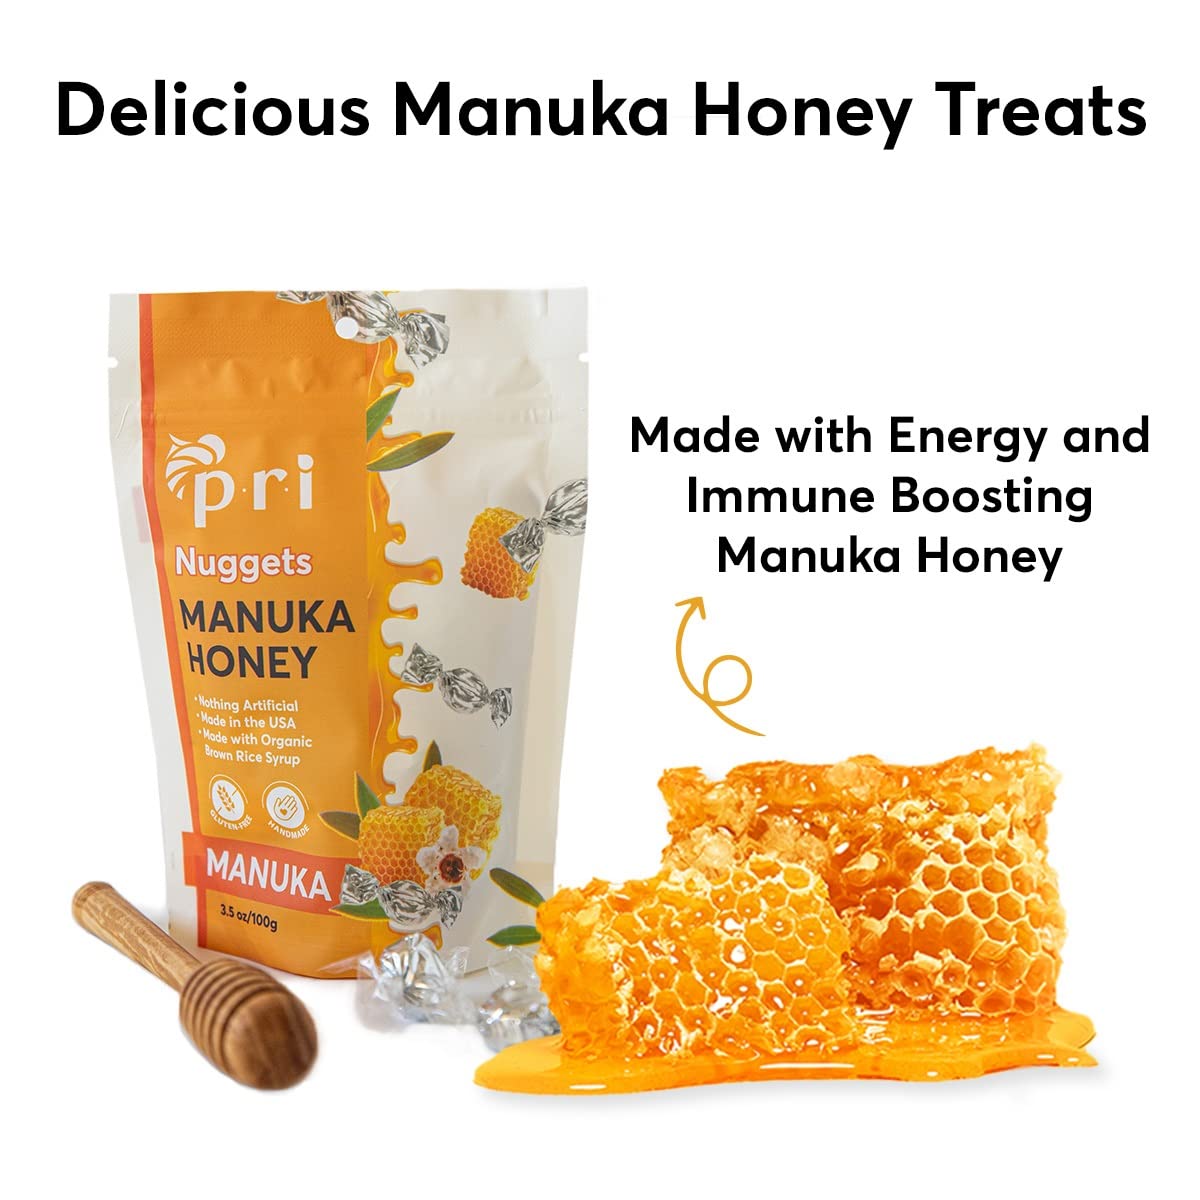 Delicious Manuka Honey Treats
p.r.i
Nuggets
MANUKA
HONEY
• Nothing Artificial
• Made in the USA
• Made with Organic
Brown Rice Syrup
GLUTEN-FREE
HANDMADE
MANUKA
3.5 oz/100g
Made with Energy and
Immune Boosting
Manuka Honey